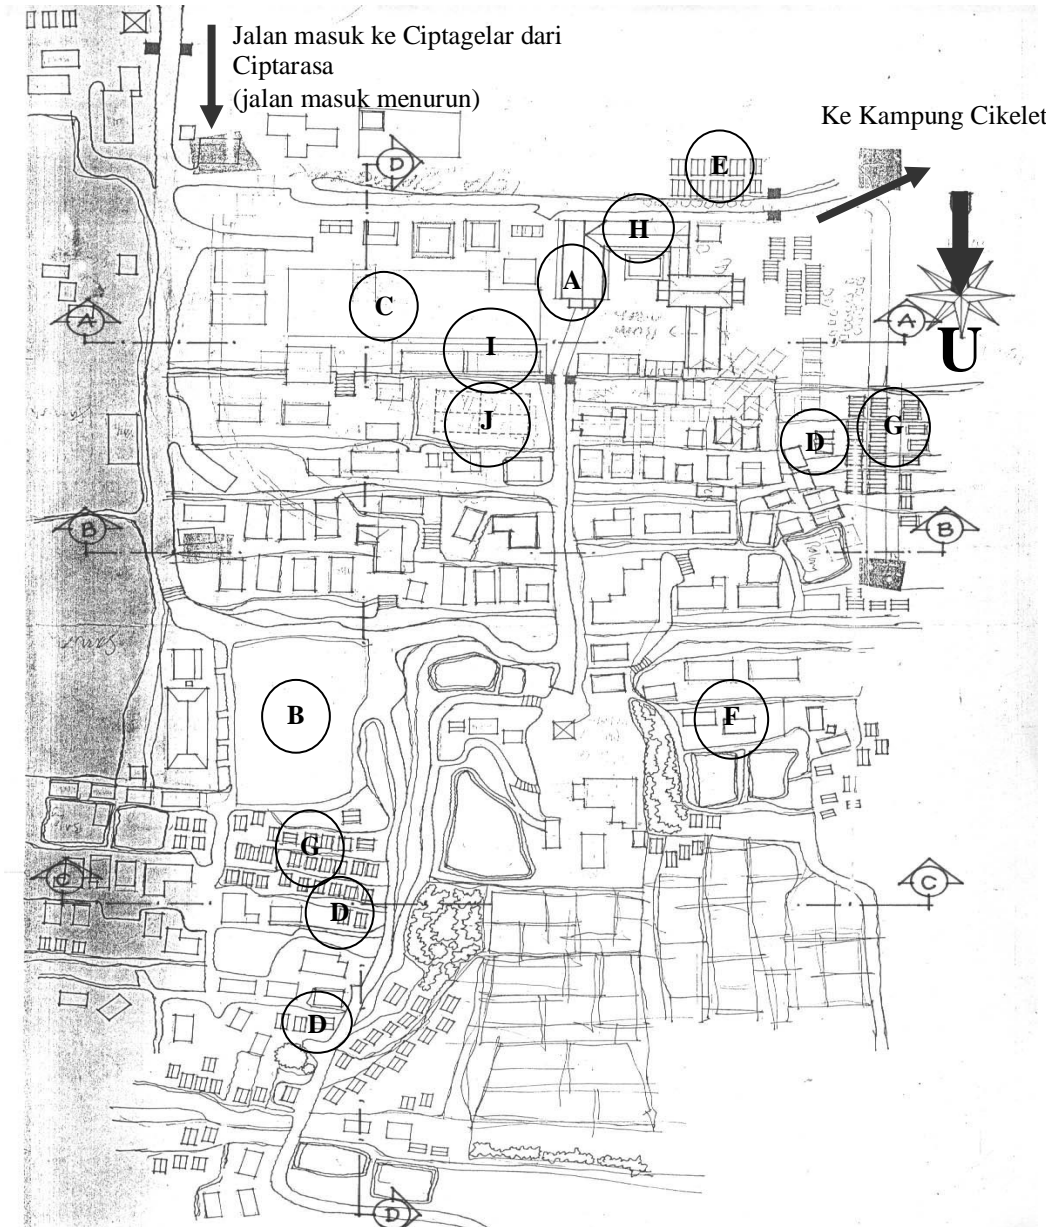 Jalan masuk ke Ciptagelar dari
Ciptarasa
(jalan masuk menurun)
Ke Kampung Cikelet
D
E
H
A
C
A
A
I
U
J
D
G
B
B
B
F
G
C
C
D
D
D